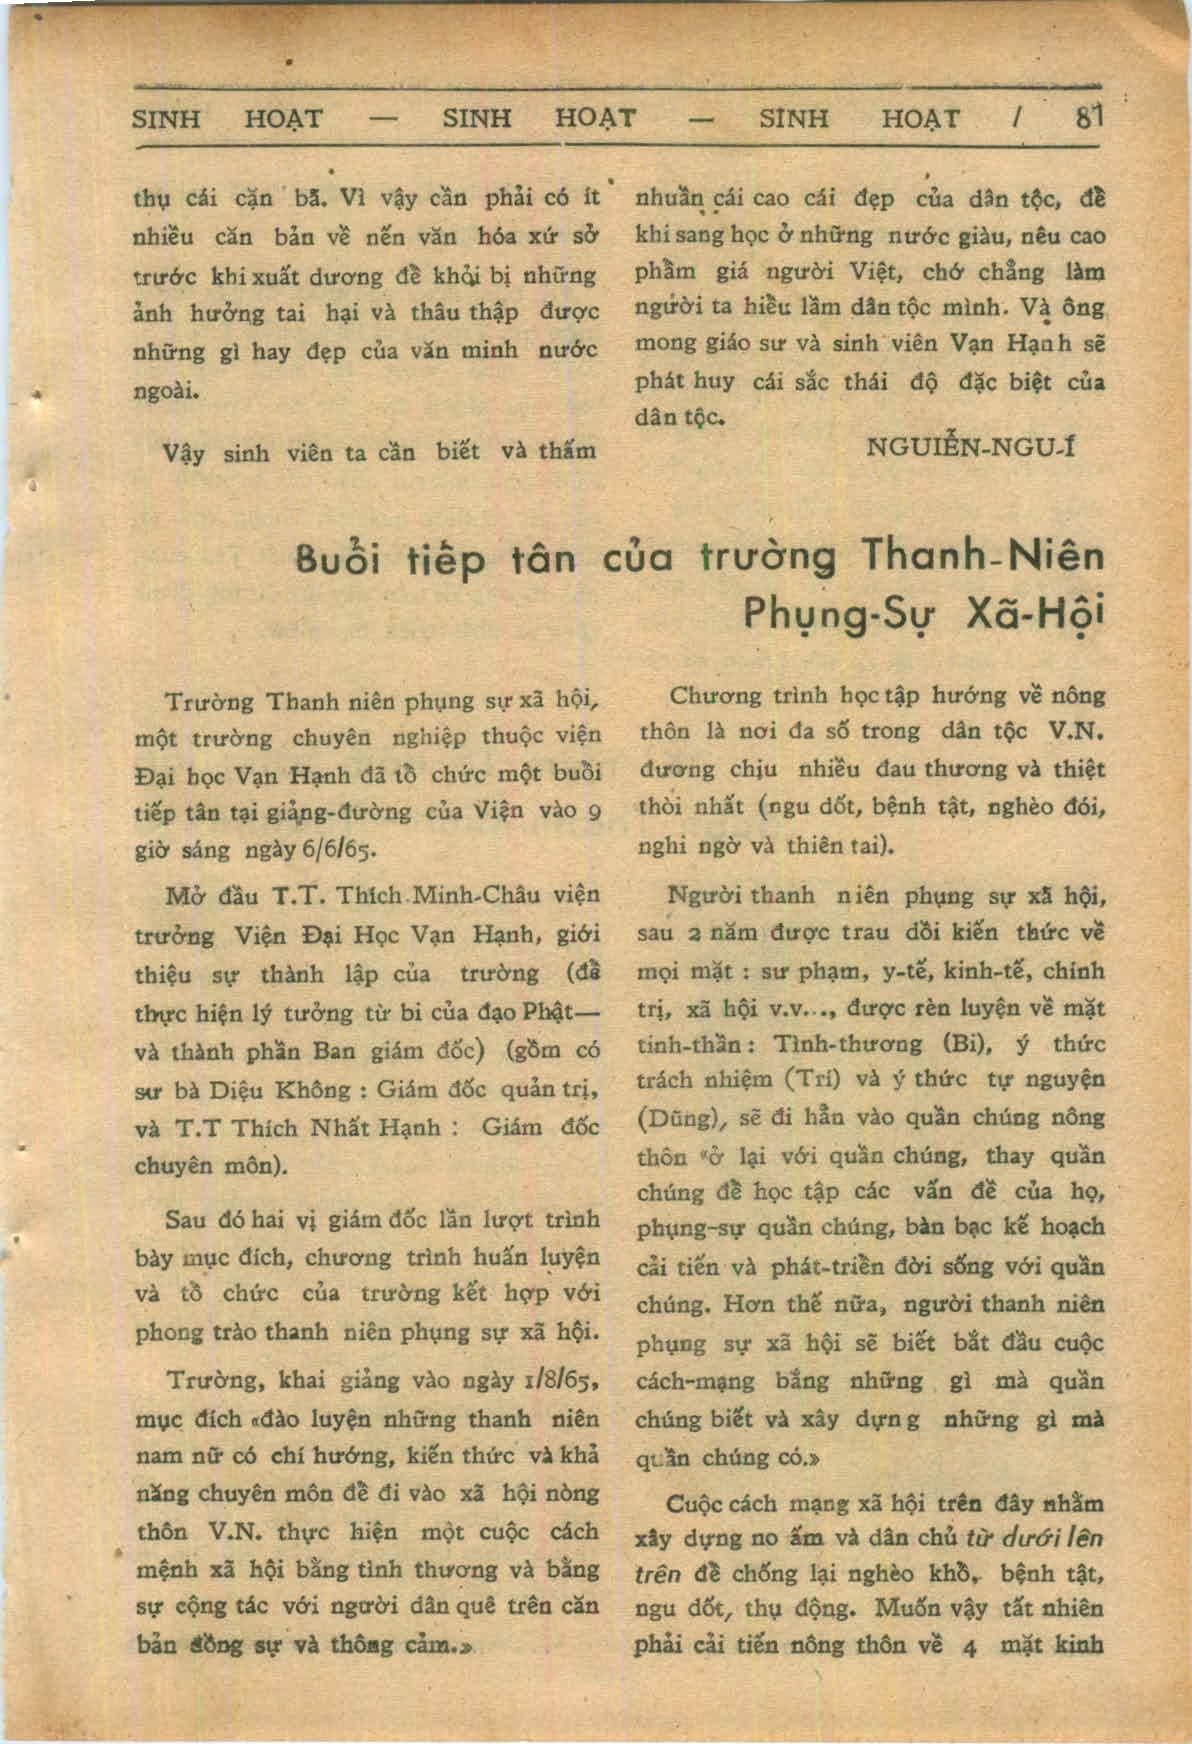 SINH HOẠT — SINH HOẠT — SINH HOẠT / 81
thụ cái cặn bã. Vì vậy cần phải có ít
nhiều căn bản về nến văn hóa xứ sở
trước khi xuất dương để khỏi bị những
ảnh hưởng tai hại và thâu thập được
những gì hay đẹp của văn minh nước
ngoài.
Vậy sinh viên ta cần biết và thấm
nhuần cái cao cái đẹp của dân tộc, để
khi sang học ở những nước giàu, nêu cao
phẩm giá người Việt, chớ chẳng làm
người ta hiểu lầm dân tộc mình. Và ông
mong giáo sư và sinh viên Vạn Hạnh sẽ
phát huy cái sắc thái độ đặc biệt của
dân tộc.
NGUIỄN-NGU-Í
Buổi tiếp tân của trường Thanh-Niên
Phụng-Sự Xã-Hội
Trường Thanh niên phụng sự xã hội,
một trường chuyên nghiệp thuộc viện
Đại học Vạn Hạnh đã tổ chức một buổi
tiếp tân tại giảng-đường của Viện vào 9
giờ sáng ngày 6/6/65.
Mở đầu T.T. Thích Minh-Châu viện
trưởng Viện Đại Học Vạn Hạnh, giới
thiệu sự thành lập của trường (để
thực hiện lý tưởng từ bi của đạo Phật—
và thành phần Ban giám đốc) (gồm có
sư bà Diệu Không : Giám đốc quản trị,
và T.T Thích Nhất Hạnh : Giám đốc
chuyên môn).
Sau đó hai vị giám đốc lần lượt trình
bày mục đích, chương trình huấn luyện
và tổ chức của trường kết hợp với
phong trào thanh niên phụng sự xã hội.
Trường, khai giảng vào ngày 1/8/65,
mục đích «đào luyện những thanh niên
nam nữ có chí hướng, kiến thức và khả
năng chuyên môn để đi vào xã hội nòng
thôn V.N. thực hiện một cuộc cách
mệnh xã hội bằng tình thương và bằng
sự cộng tác với người dân quê trên căn
bản đồng sự và thông cảm.»
Chương trình học tập hướng về nông
thôn là nơi đa số trong dân tộc V.N.
đương chịu nhiều đau thương và thiệt
thòi nhất (ngu dốt, bệnh tật, nghèo đói,
nghi ngờ và thiên tai).
Người thanh niên phụng sự xã hội,
sau 2 năm được trau dồi kiến thức về
mọi mặt : sư phạm, y-tế, kinh-tế, chính
trị, xã hội v.v..., được rèn luyện về mặt
tinh-thần : Tình-thương (Bi), ý thức
trách nhiệm (Trí) và ý thức tự nguyện
(Dũng), sẽ đi hẳn vào quần chúng nông
thôn «ở lại với quần chúng, thay quần
chúng để học tập các vấn đề của họ,
phụng-sự quần chúng, bàn bạc kế hoạch
cải tiến và phát-triển đời sống với quần
chúng. Hơn thế nữa, người thanh niên
phụng sự xã hội sẽ biết bắt đầu cuộc
cách-mạng bằng những gì mà quần
chúng biết và xây dựng những gì mà
quần chúng có.»
Cuộc cách mạng xã hội trên đây nhằm
xây dựng no ấm và dân chủ từ dưới lên
trên để chống lại nghèo khổ, bệnh tật,
ngu dốt, thụ động. Muốn vậy tất nhiên
phải cải tiến nông thôn về 4 mặt kinh